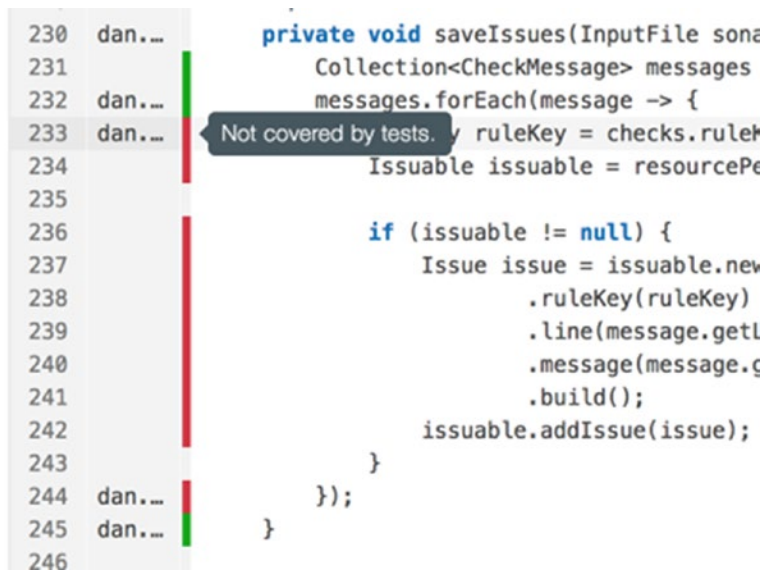 230 dan.… private void saveIssues(InputFile sona
231 Collection<CheckMessage> messages
232 dan.… messages.forEach(message -> {
233 dan.… Not covered by tests. y ruleKey = checks.ruleK
234 Issuable issuable = resourcePe
235
236 if (issuable != null) {
237 Issue issue = issuable.new
238 .ruleKey(ruleKey)
239 .line(message.getL
240 .message(message.g
241 .build();
242 issuable.addIssue(issue);
243 }
244 dan.… });
245 dan.… }
246